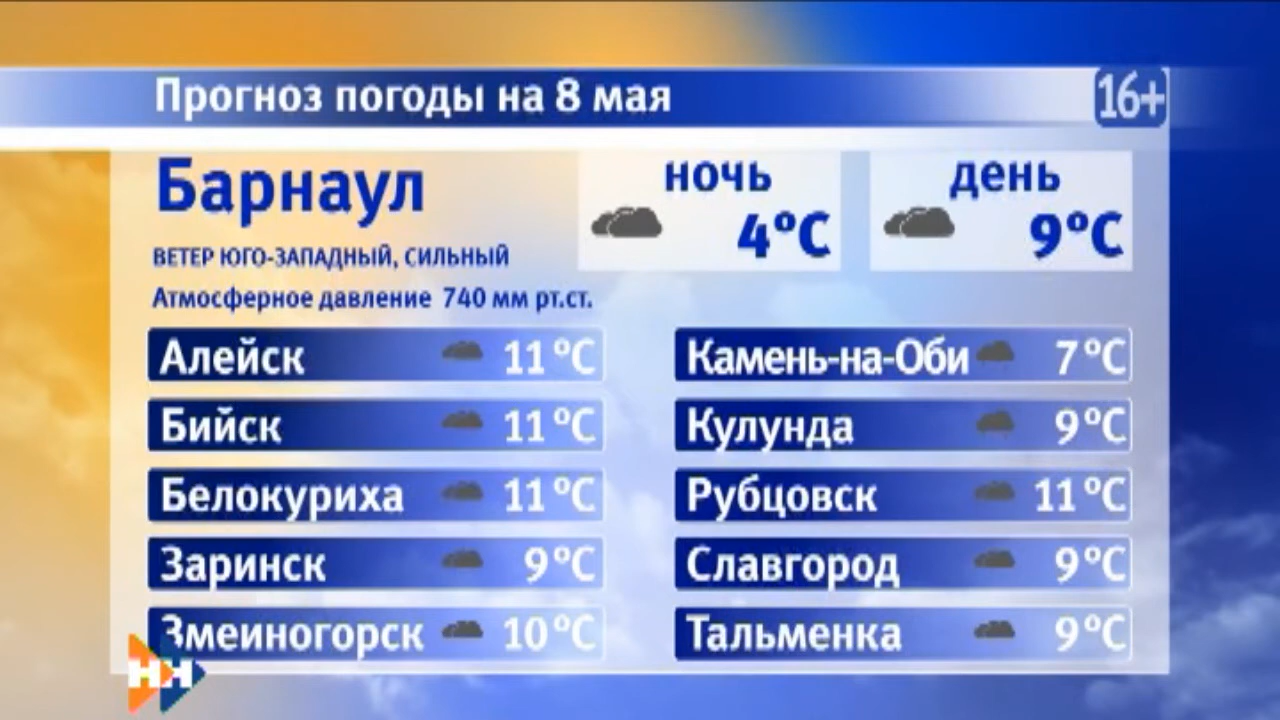 Прогноз погоды на 8 мая
16+
Барнаул
ВЕТЕР ЮГО-ЗАПАДНЫЙ, СИЛЬНЫЙ
Атмосферное давление 740 мм рт.ст.
ночь
4°C
день
9°C
Алейск 11°C
Бийск 11°C
Белокуриха 11°C
Заринск 9°C
Змеиногорск 10°C
Камень-на-Оби 7°C
Кулунда 9°C
Рубцовск 11°C
Славгород 9°C
Тальменка 9°C
НН